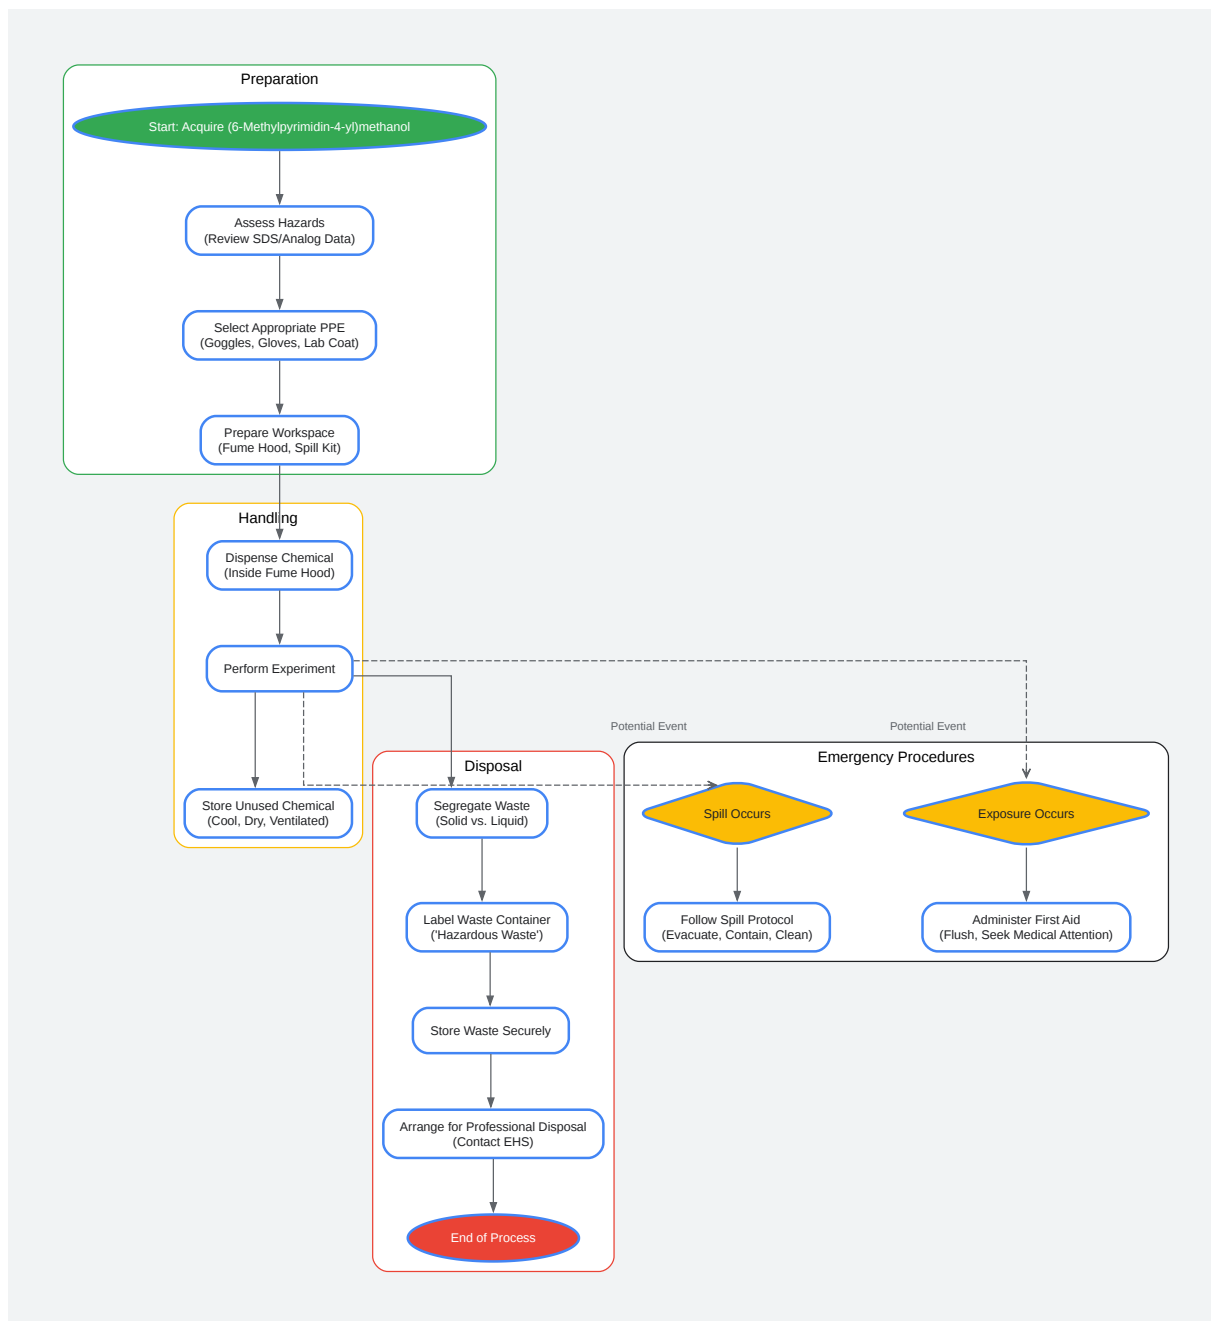 Preparation
Start: Acquire (6-Methylpyrimidin-4-yl)methanol
Assess Hazards
(Review SDS/Analog Data)
Select Appropriate PPE
(Goggles, Gloves, Lab Coat)
Prepare Workspace
(Fume Hood, Spill Kit)
Handling
Dispense Chemical
(Inside Fume Hood)
Perform Experiment
Store Unused Chemical
(Cool, Dry, Ventilated)
Disposal
Segregate Waste
(Solid vs. Liquid)
Label Waste Container
('Hazardous Waste')
Store Waste Securely
Arrange for Professional Disposal
(Contact EHS)
End of Process
Potential Event
Potential Event
Emergency Procedures
Spill Occurs
Exposure Occurs
Follow Spill Protocol
(Evacuate, Contain, Clean)
Administer First Aid
(Flush, Seek Medical Attention)